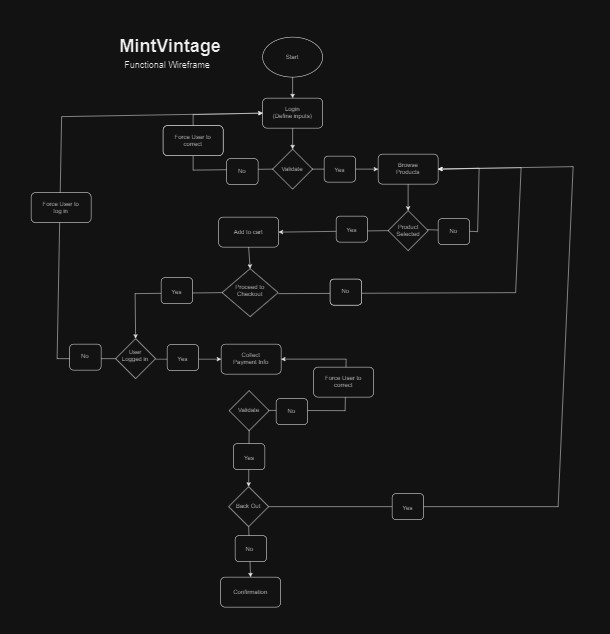 MintVintage
Functional Wireframe
Start
Login
(Define inputs)
Force User to
correct
No
Validate
Yes
Browse
Products
Force User to
log in
Add to cart
Yes
Product
Selected
No
Yes
Proceed to
Checkout
No
No
User
Logged in
Yes
Collect
Payment Info
Force User to
correct
Validate
No
Yes
Back Out
Yes
No
Confirmation